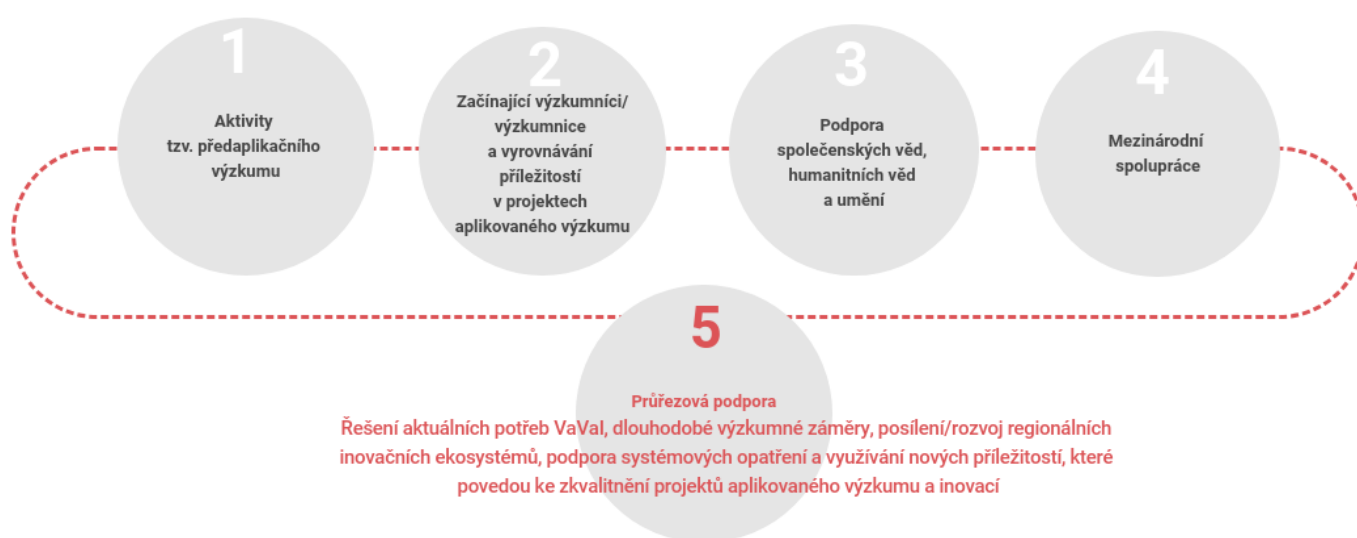 1
Aktivity
tzv. předaplikačního
výzkumu
2
Začínající výzkumníci/
výzkumnice
a vyrovnávání
příležitostí
v projektech
aplikovaného výzkumu
3
Podpora
společenských věd,
humanitních věd
a umění
4
Mezinárodní
spolupráce
5
Průřezová podpora
Řešení aktuálních potřeb VaVaI, dlouhodobé výzkumné záměry, posílení/rozvoj regionálních
inovačních ekosystémů, podpora systémových opatření a využívání nových příležitostí, které
povedou ke zkvalitnění projektů aplikovaného výzkumu a inovací